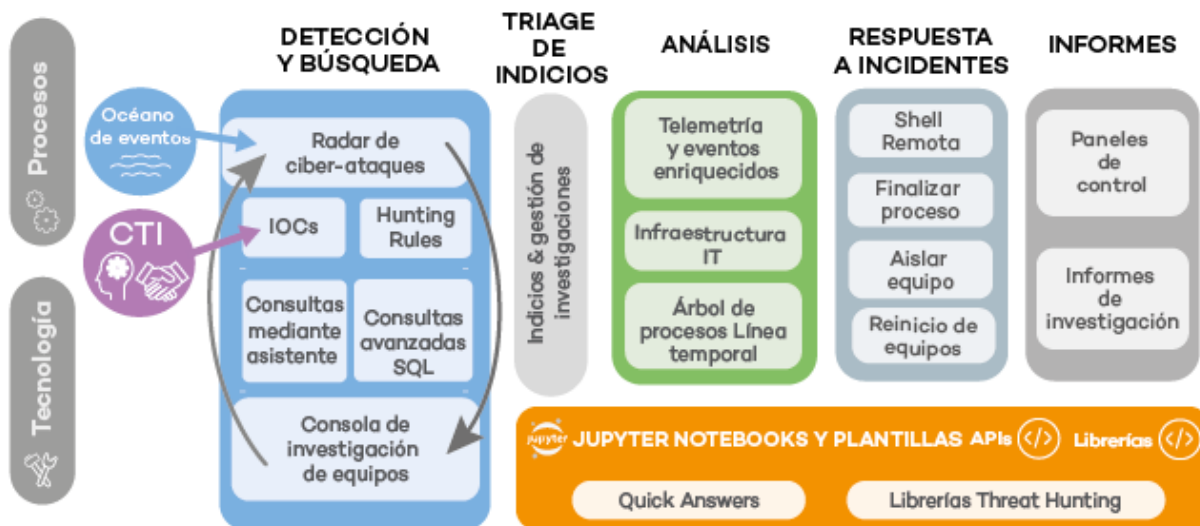 Procesos
Tecnología
Océano
de eventos
CTI
DETECCIÓN
Y BÚSQUEDA
Radar de
ciber-ataques
IOCs
Hunting
Rules
Consultas
mediante
asistente
Consultas
avanzadas
SQL
Consola de
investigación
de equipos
TRIAGE
DE
INDICIOS
Indicios & gestión de
investigaciones
ANÁLISIS
Telemetría
y eventos
enriquecidos
Infraestructura
IT
Árbol de
procesos Línea
temporal
RESPUESTA
A INCIDENTES
Shell
Remota
Finalizar
proceso
Aislar
equipo
Reinicio de
equipos
INFORMES
Paneles
de
control
Informes
de
investigación
jupyter JUPYTER NOTEBOOKS Y PLANTILLAS APIs </> Librerías </>
Quick Answers
Librerías Threat Hunting